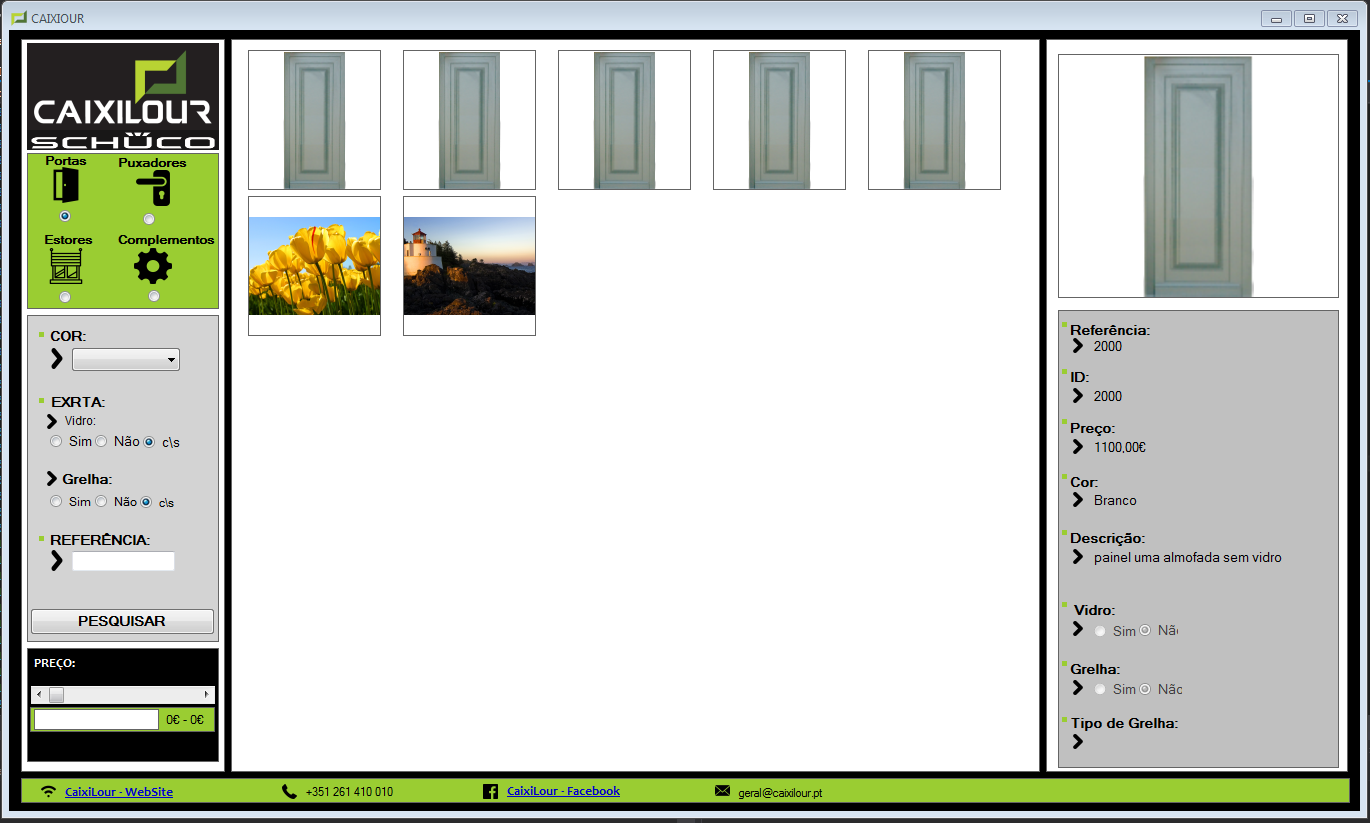 CAIXIOUR
CAIXILOUR
SCHÜCO
Portas
Puxadores
Estores
Complementos
COR:
EXRTA:
Vidro:
Sim Não c\s
Grelha:
Sim Não c\s
REFERÊNCIA:
PESQUISAR
PREÇO:
0€ - 0€
Referência:
2000
ID:
2000
Preço:
1100,00€
Cor:
Branco
Descrição:
painel uma almofada sem vidro
Vidro:
Sim Não
Grelha:
Sim Não
Tipo de Grelha:
CaixiLour - WebSite
+351 261 410 010
CaixiLour - Facebook
geral@caixilour.pt